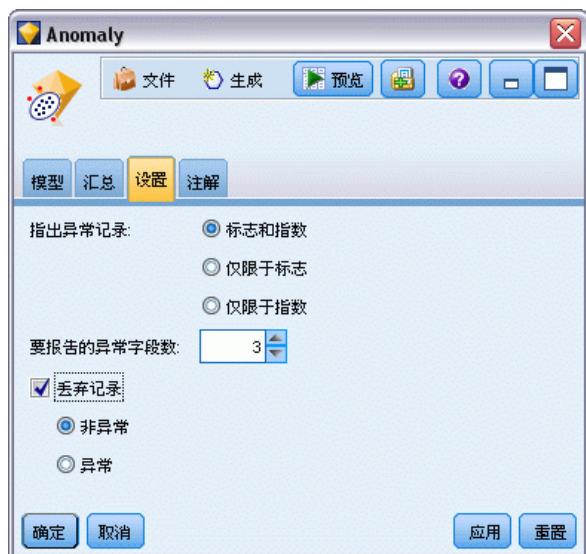 Anomaly
文件 生成 预览
模型 汇总 设置 注解
指出异常记录: 标志和指数
仅限于标志
仅限于指数
要报告的异常字段数: 3
丢弃记录
非异常
异常
确定 取消 应用 重置